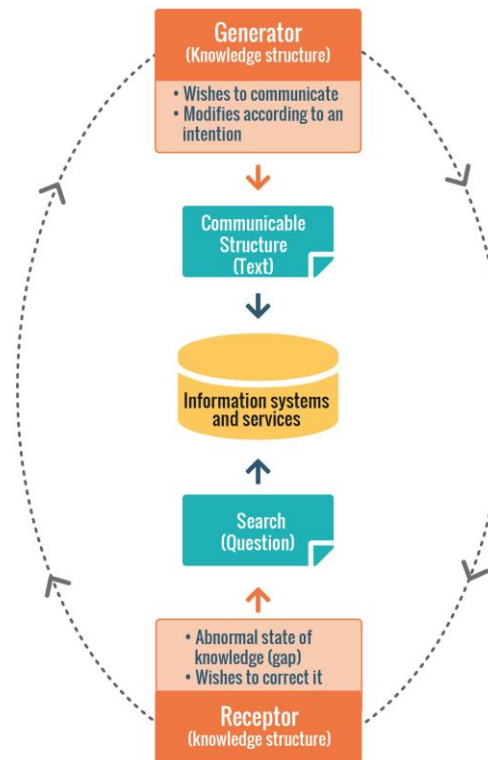 Generator
(Knowledge structure)
• Wishes to communicate
• Modifies according to an
intention
Communicable
Structure
(Text)
Information systems
and services
Search
(Question)
• Abnormal state of
knowledge (gap)
• Wishes to correct it
Receptor
(knowledge structure)